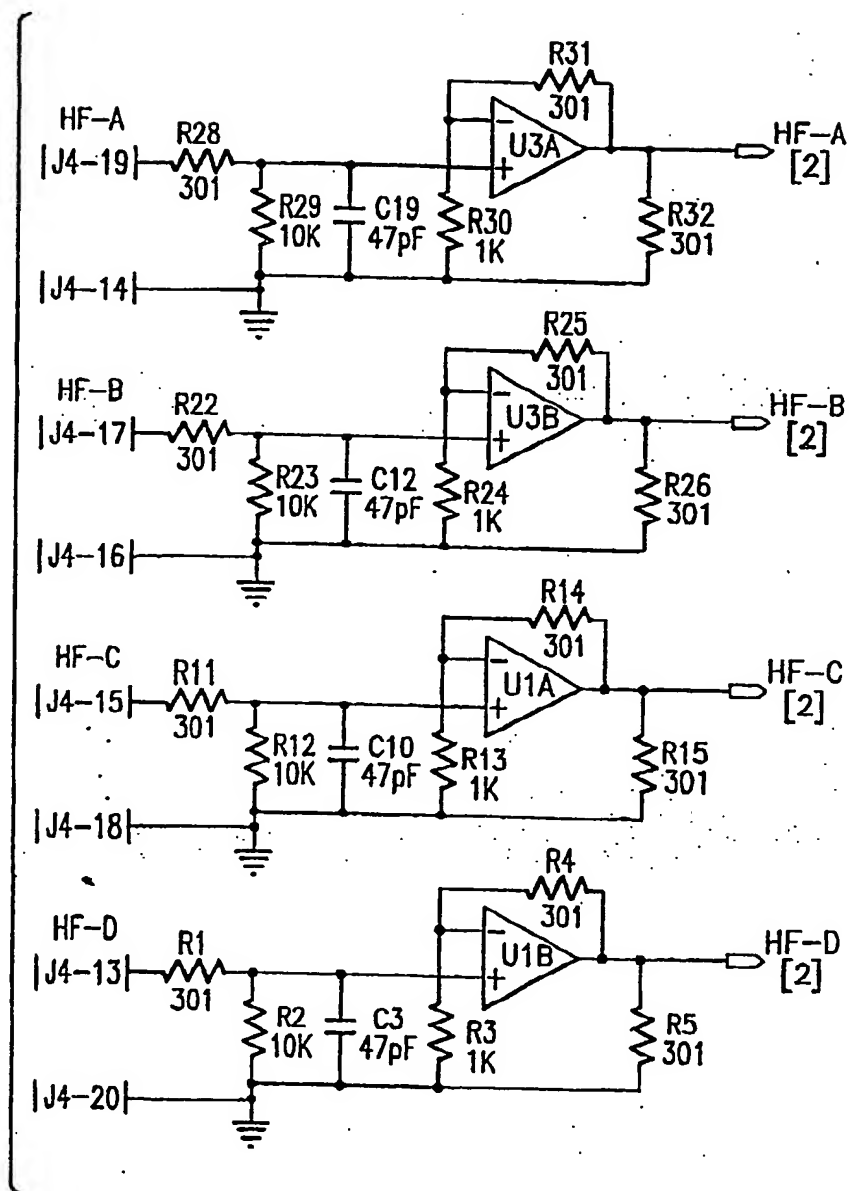 R31
301
HF-A
R28
J4-19
301
U3A
HF-A
[2]
R29
10K
C19
47pF
R30
1K
R32
301
J4-14
R25
301
HF-B
R22
J4-17
301
U3B
HF-B
[2]
R23
10K
C12
47pF
R24
1K
R26
301
J4-16
R14
301
HF-C
R11
J4-15
301
U1A
HF-C
[2]
R12
10K
C10
47pF
R13
1K
R15
301
J4-18
R4
301
HF-D
R1
J4-13
301
U1B
HF-D
[2]
R2
10K
C3
47pF
R3
1K
R5
301
J4-20